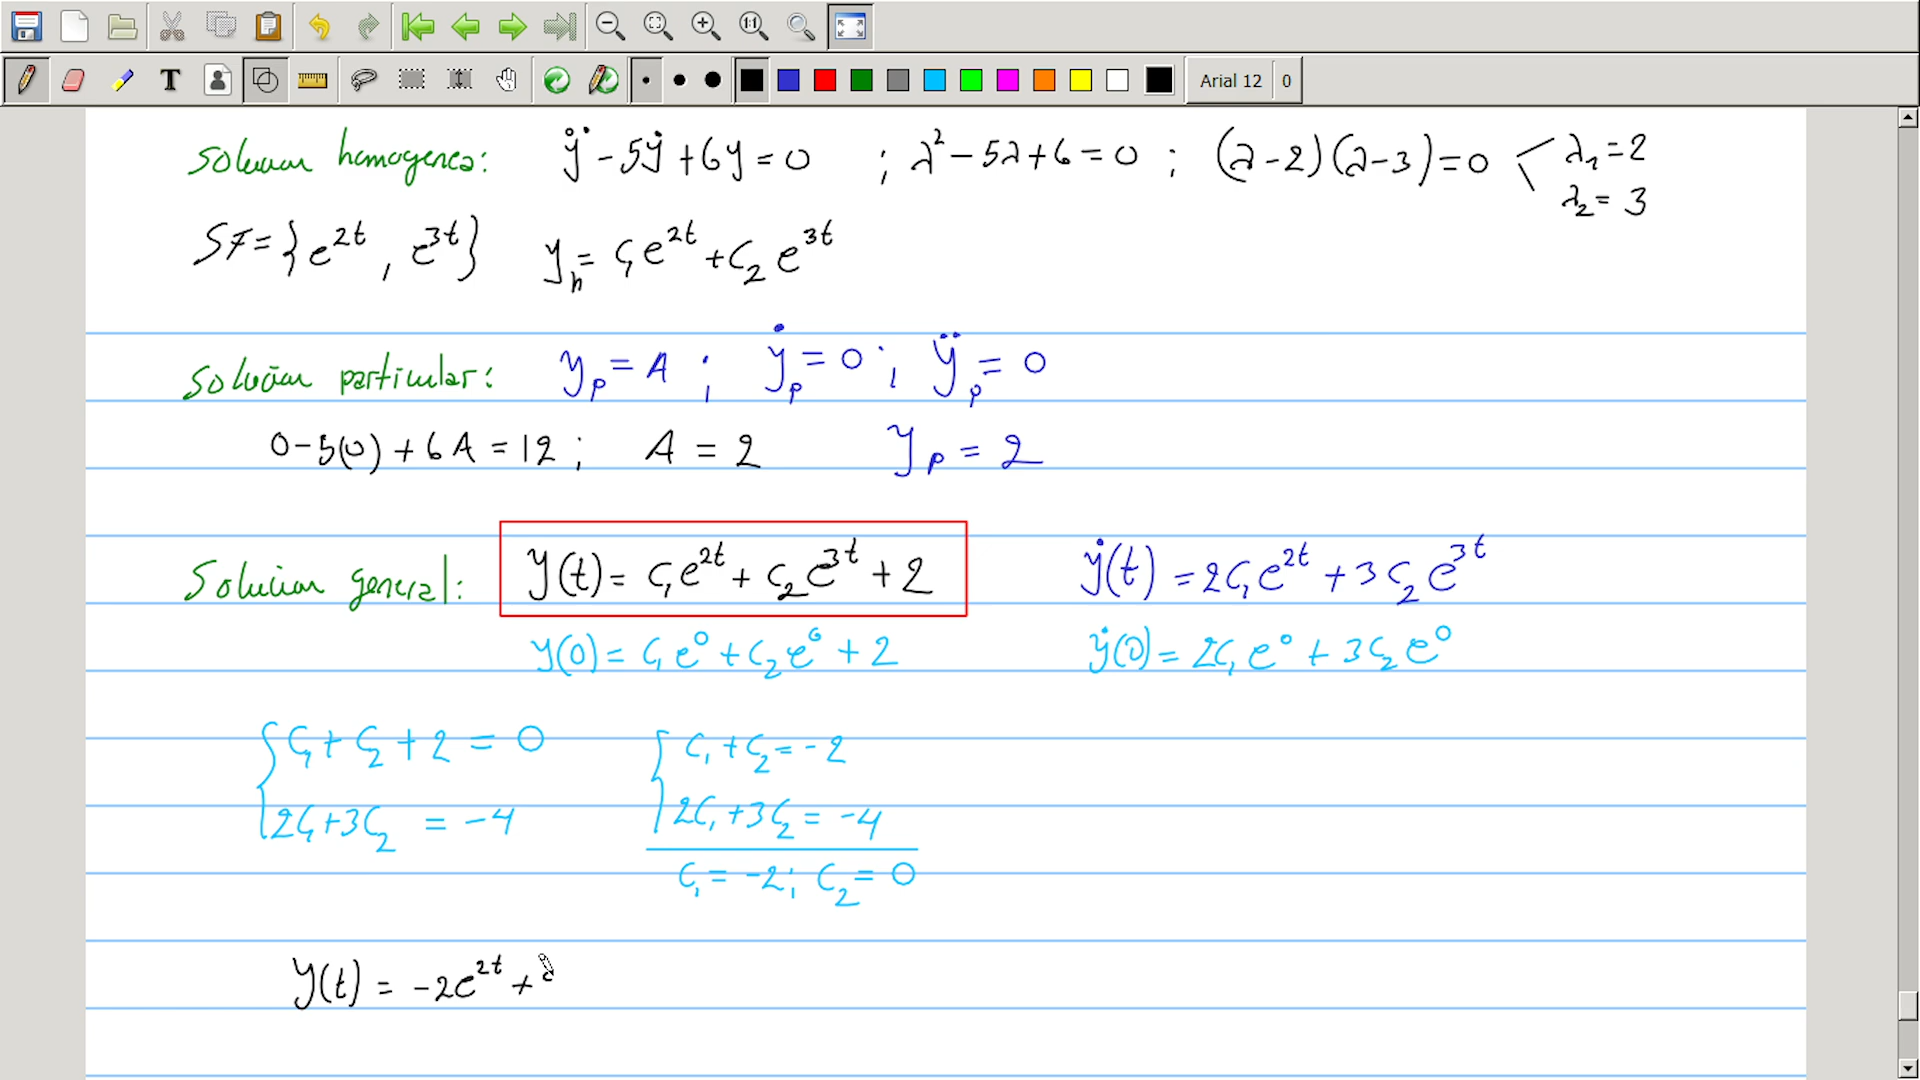 Arial 12 0
Solución homogenea: ÿ - 5ẏ + 6y = 0 ; λ² - 5λ + 6 = 0 ; (λ-2)(λ-3) = 0 < λ₁ = 2
λ₂ = 3
SF = {e^{2t}, e^{3t}} y_h = C₁e^{2t} + C₂e^{3t}
Solución particular: y_p = A ; ẏ_p = 0 ; ÿ_p = 0
0 - 5(0) + 6A = 12 ; A = 2 y_p = 2
Solución general: y(t) = C₁e^{2t} + C₂e^{3t} + 2 ẏ(t) = 2C₁e^{2t} + 3C₂e^{3t}
y(0) = C₁e⁰ + C₂e⁰ + 2 ẏ(0) = 2C₁e⁰ + 3C₂e⁰
{ C₁ + C₂ + 2 = 0 { C₁ + C₂ = -2
2C₁ + 3C₂ = -4 2C₁ + 3C₂ = -4
C₁ = -2 ; C₂ = 0
y(t) = -2e^{2t} +